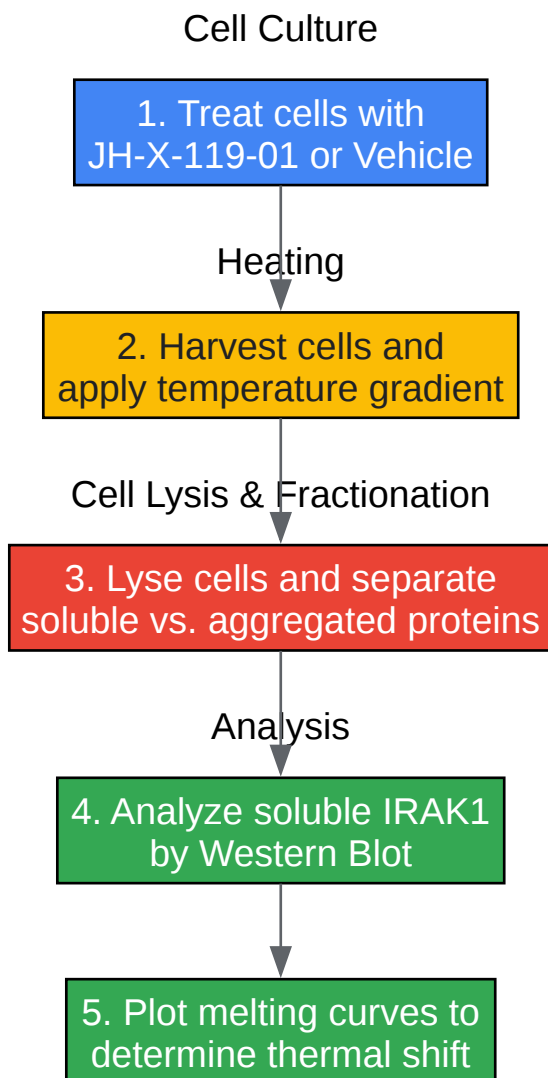 Cell Culture
1. Treat cells with
JH-X-119-01 or Vehicle
Heating
2. Harvest cells and
apply temperature gradient
Cell Lysis & Fractionation
3. Lyse cells and separate
soluble vs. aggregated proteins
Analysis
4. Analyze soluble IRAK1
by Western Blot
5. Plot melting curves to
determine thermal shift